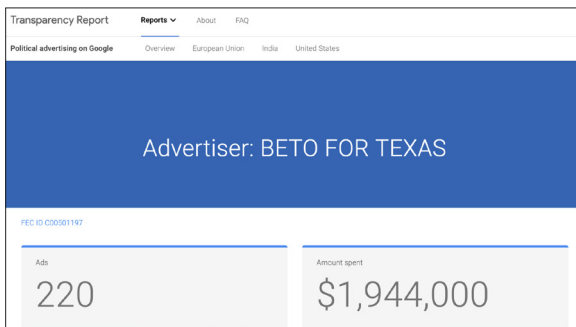 Transparency Report Reports About FAQ
Political advertising on Google Overview European Union India United States
Advertiser: BETO FOR TEXAS
FEC ID C00501197
Ads Amount spent
220 $1,944,000